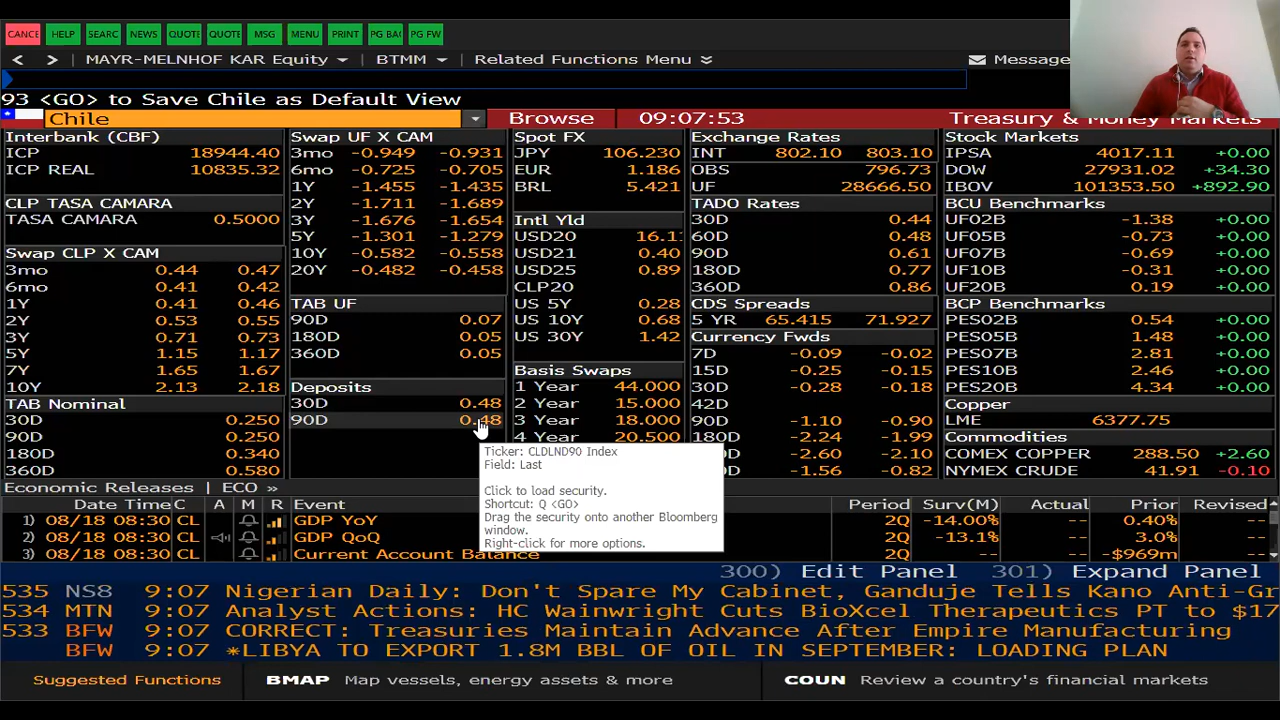 CANCE HELP SEARC NEWS QUOTE QUOTE MSG MENU PRINT PG BAC PG FW
< > MAYR-MELNHOF KAR Equity BTMM Related Functions Menu Message
93 <GO> to Save Chile as Default View
Chile Browse 09:07:53 Treasury & Money Markets
Interbank (CBF)
ICP 18944.40
ICP REAL 10835.32
CLP TASA CAMARA
TASA CAMARA 0.5000
Swap CLP X CAM
3mo 0.44 0.47
6mo 0.41 0.42
1Y 0.41 0.46
2Y 0.53 0.55
3Y 0.71 0.73
5Y 1.15 1.17
7Y 1.65 1.67
10Y 2.13 2.18
TAB Nominal
30D 0.250
90D 0.250
180D 0.340
360D 0.580
Swap UF X CAM
3mo -0.949 -0.931
6mo -0.725 -0.705
1Y -1.455 -1.435
2Y -1.711 -1.689
3Y -1.676 -1.654
5Y -1.301 -1.279
10Y -0.582 -0.558
20Y -0.482 -0.458
TAB UF
90D 0.07
180D 0.05
360D 0.05
Deposits
30D 0.48
90D 0.48
Spot FX
JPY 106.230
EUR 1.186
BRL 5.421
Intl Yld
USD20 16.1
USD21 0.40
USD25 0.89
CLP20
US 5Y 0.28
US 10Y 0.68
US 30Y 1.42
Basis Swaps
1 Year 44.000
2 Year 15.000
3 Year 18.000
4 Year 20.500
Exchange Rates
INT 802.10 803.10
OBS 796.73
UF 28666.50
TADO Rates
30D 0.44
60D 0.48
90D 0.61
180D 0.77
360D 0.86
CDS Spreads
5 YR 65.415 71.927
Currency Fwds
7D -0.09 -0.02
15D -0.25 -0.15
30D -0.28 -0.18
42D
90D -1.10 -0.90
180D -2.24 -1.99
-2.60 -2.10
-1.56 -0.82
Stock Markets
IPSA 4017.11 +0.00
DOW 27931.02 +34.30
IBOV 101353.50 +892.90
BCU Benchmarks
UF02B -1.38 +0.00
UF05B -0.73 +0.00
UF07B -0.69 +0.00
UF10B -0.31 +0.00
UF20B 0.19 +0.00
BCP Benchmarks
PES02B 0.54 +0.00
PES05B 1.48 +0.00
PES07B 2.81 +0.00
PES10B 2.46 +0.00
PES20B 4.34 +0.00
Copper
LME 6377.75
Commodities
COMEX COPPER 288.50 +2.60
NYMEX CRUDE 41.91 -0.10
Ticker: CLDLND90 Index
Field: Last
Click to load security.
Shortcut: Q <GO>
Drag the security onto another Bloomberg
window.
Right-click for more options.
Economic Releases | ECO »
Date Time C A M R Event Period Surv(M) Actual Prior Revised
1) 08/18 08:30 CL GDP YoY 2Q -14.00% -- 0.40% --
2) 08/18 08:30 CL GDP QoQ 2Q -13.1% -- 3.0% --
3) 08/18 08:30 CL Current Account Balance 2Q -- -- -$969m --
300) Edit Panel 301) Expand Panel
535 NS8 9:07 Nigerian Daily: Don't Spare My Cabinet, Ganduje Tells Kano Anti-Gr
534 MTN 9:07 Analyst Actions: HC Wainwright Cuts BioXcel Therapeutics PT to $17
533 BFW 9:07 CORRECT: Treasuries Maintain Advance After Empire Manufacturing
BFW 9:07 *LIBYA TO EXPORT 1.8M BBL OF OIL IN SEPTEMBER: LOADING PLAN
Suggested Functions BMAP Map vessels, energy assets & more COUN Review a country's financial markets